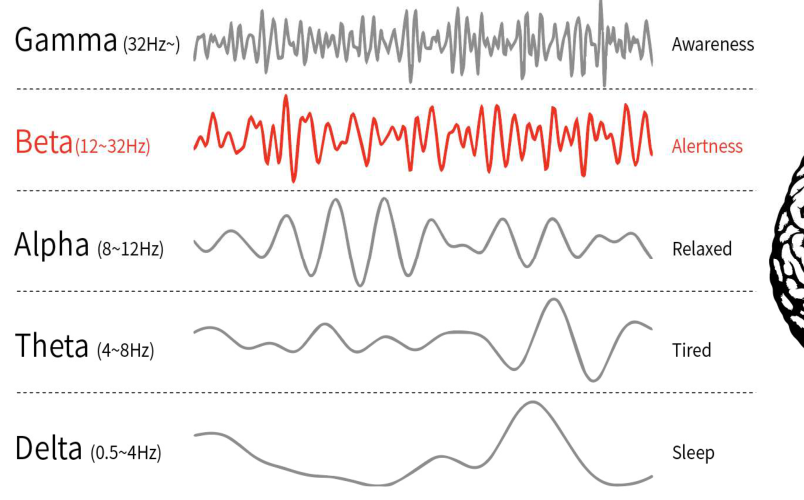 Gamma (32Hz~) Awareness
Beta(12~32Hz) Alertness
Alpha (8~12Hz) Relaxed
Theta (4~8Hz) Tired
Delta (0.5~4Hz) Sleep